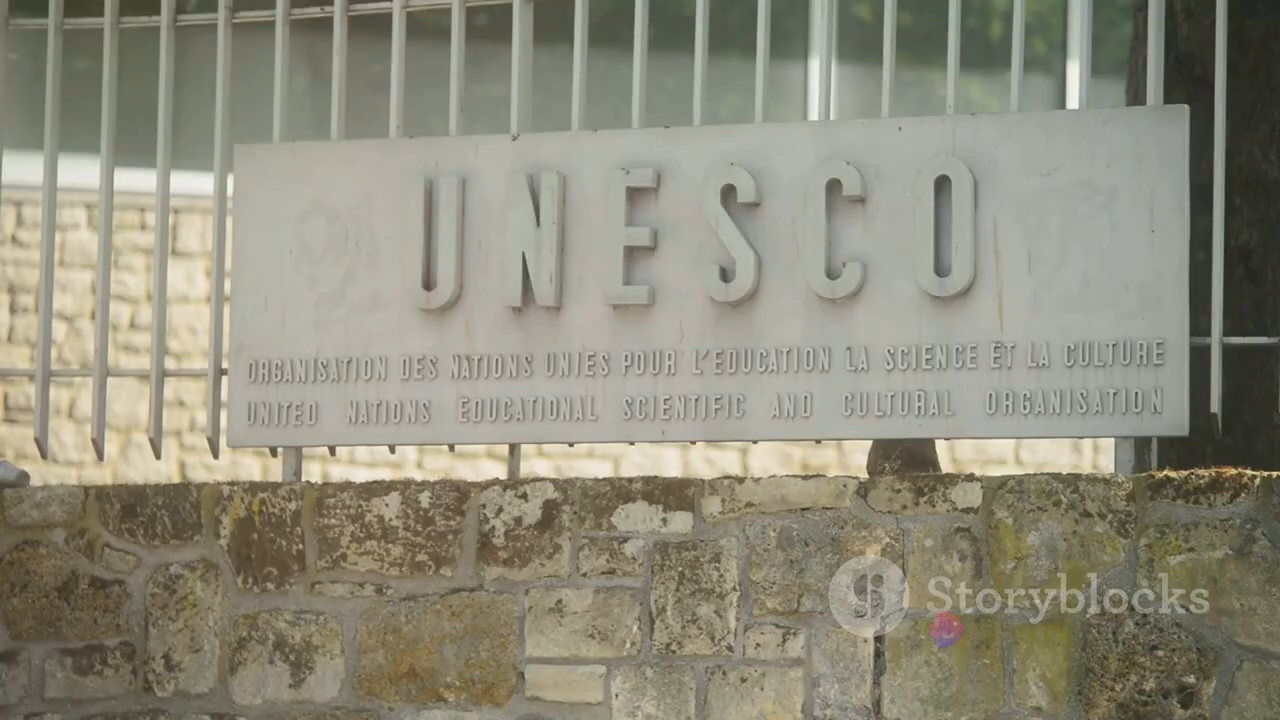 UNESCO
ORGANISATION DES NATIONS UNIES POUR L'EDUCATION LA SCIENCE ET LA CULTURE
UNITED NATIONS EDUCATIONAL SCIENTIFIC AND CULTURAL ORGANISATION
Storyblocks